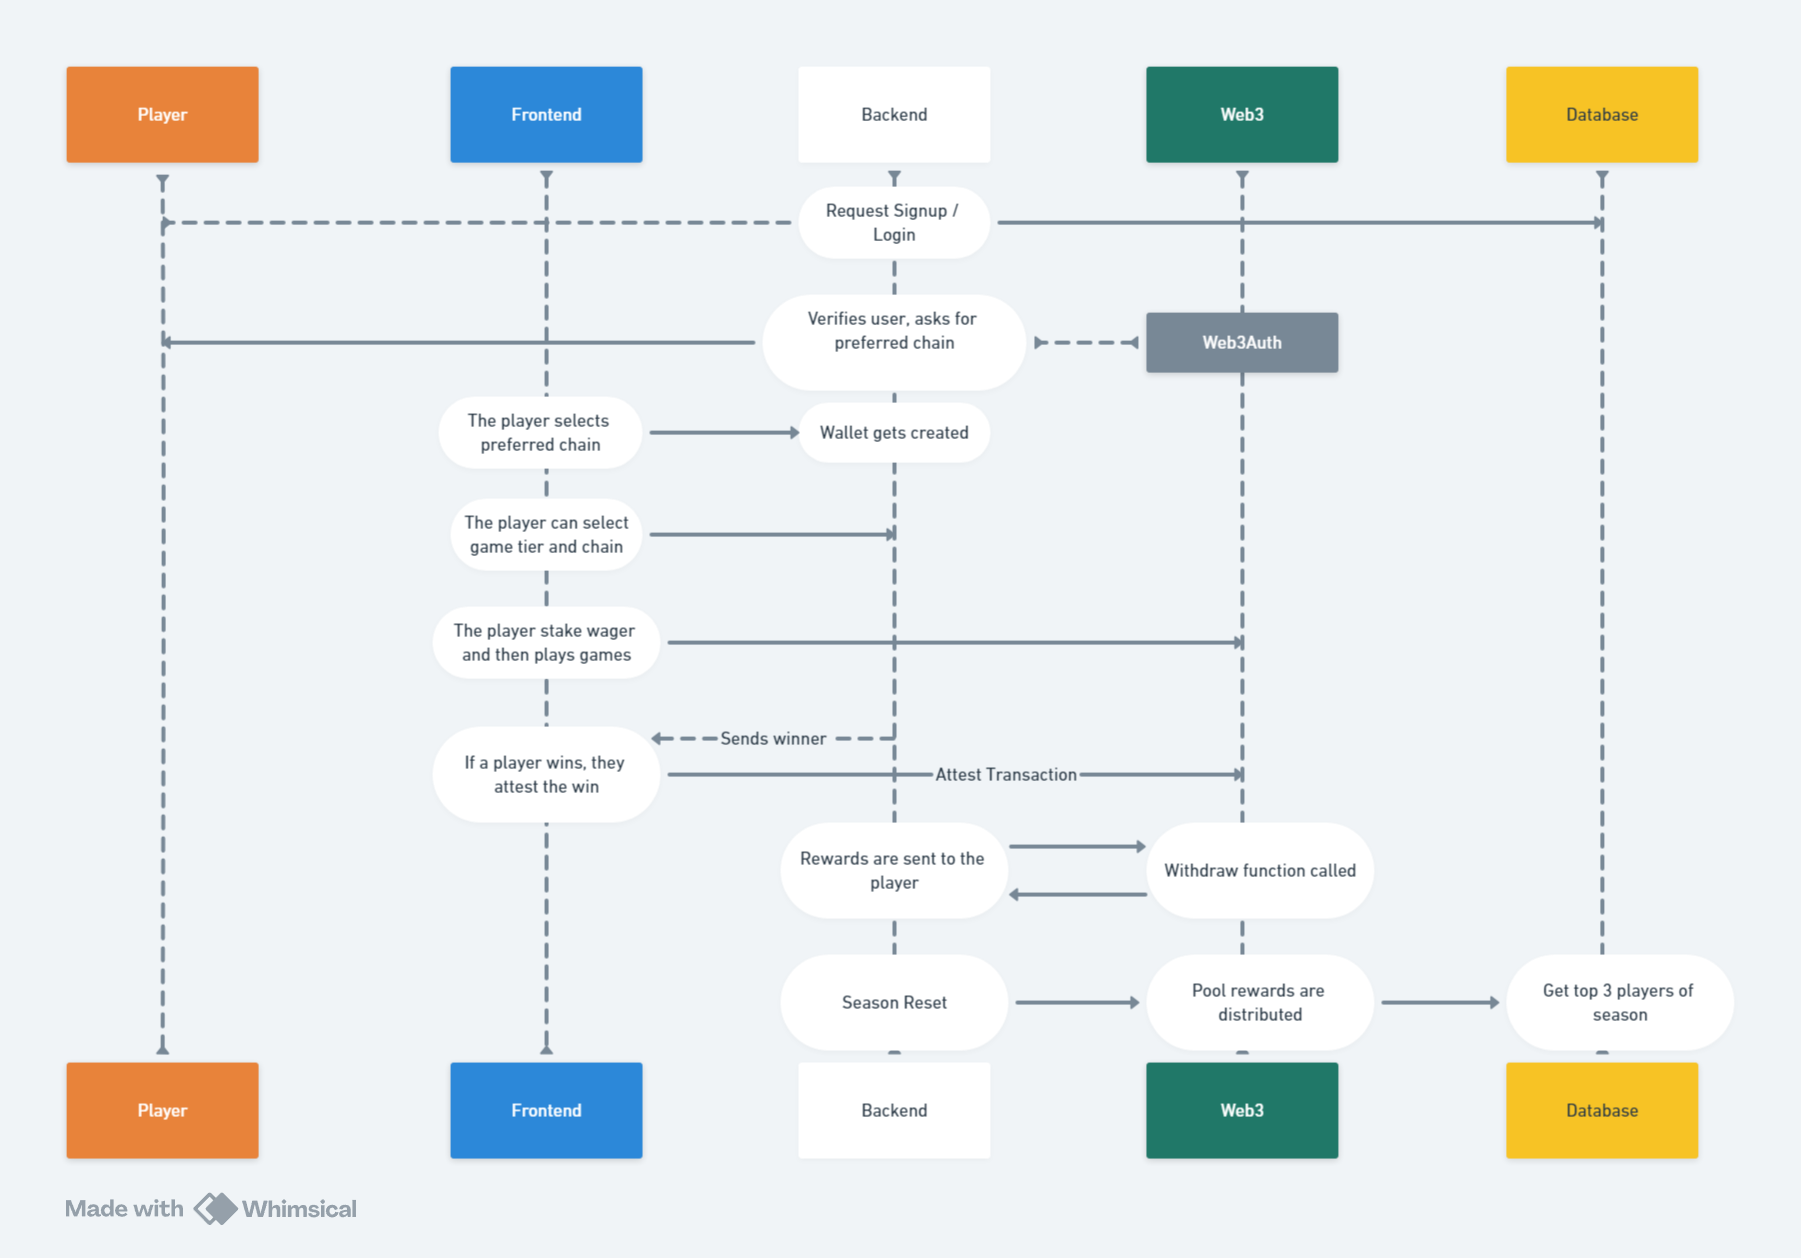 Player
Frontend
Backend
Web3
Database
Request Signup /
Login
Verifies user, asks for
preferred chain
Web3Auth
The player selects
preferred chain
Wallet gets created
The player can select
game tier and chain
The player stake wager
and then plays games
Sends winner
If a player wins, they
attest the win
Attest Transaction
Rewards are sent to the
player
Withdraw function called
Season Reset
Pool rewards are
distributed
Get top 3 players of
season
Player
Frontend
Backend
Web3
Database
Made with Whimsical